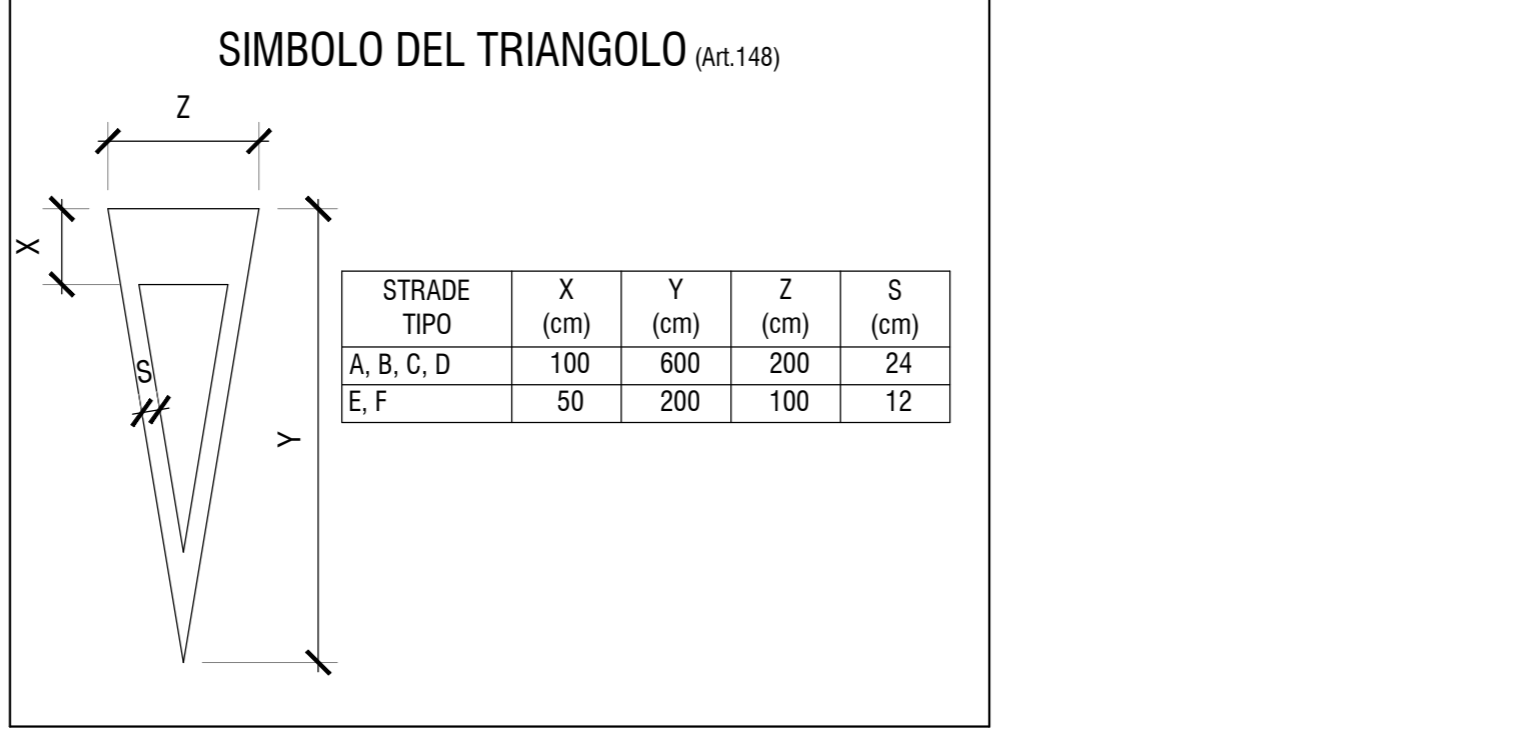 SIMBOLO DEL TRIANGOLO (Art.148)
Z
X
S
Y
STRADE TIPO X (cm) Y (cm) Z (cm) S (cm)
A, B, C, D 100 600 200 24
E, F 50 200 100 12